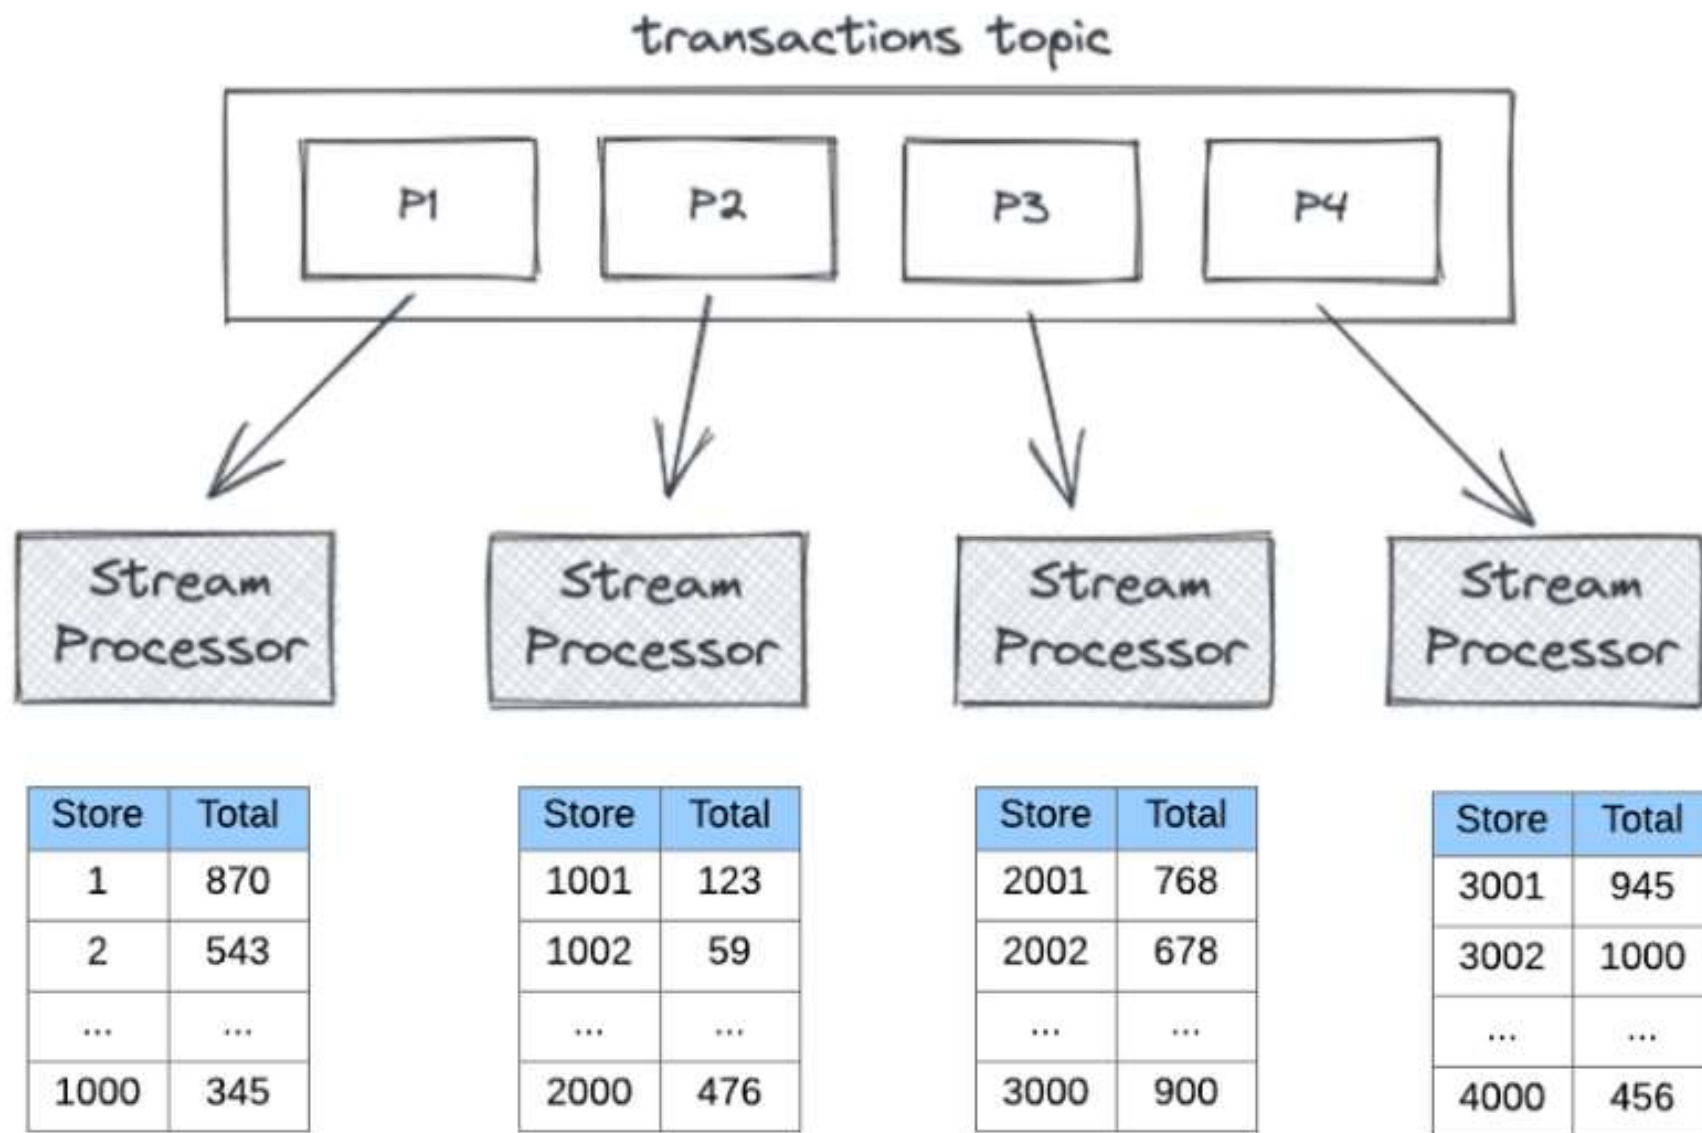 transactions topic
P1 P2 P3 P4
Stream Processor
Stream Processor
Stream Processor
Stream Processor
Store Total
1 870
2 543
... ...
1000 345
Store Total
1001 123
1002 59
... ...
2000 476
Store Total
2001 768
2002 678
... ...
3000 900
Store Total
3001 945
3002 1000
... ...
4000 456